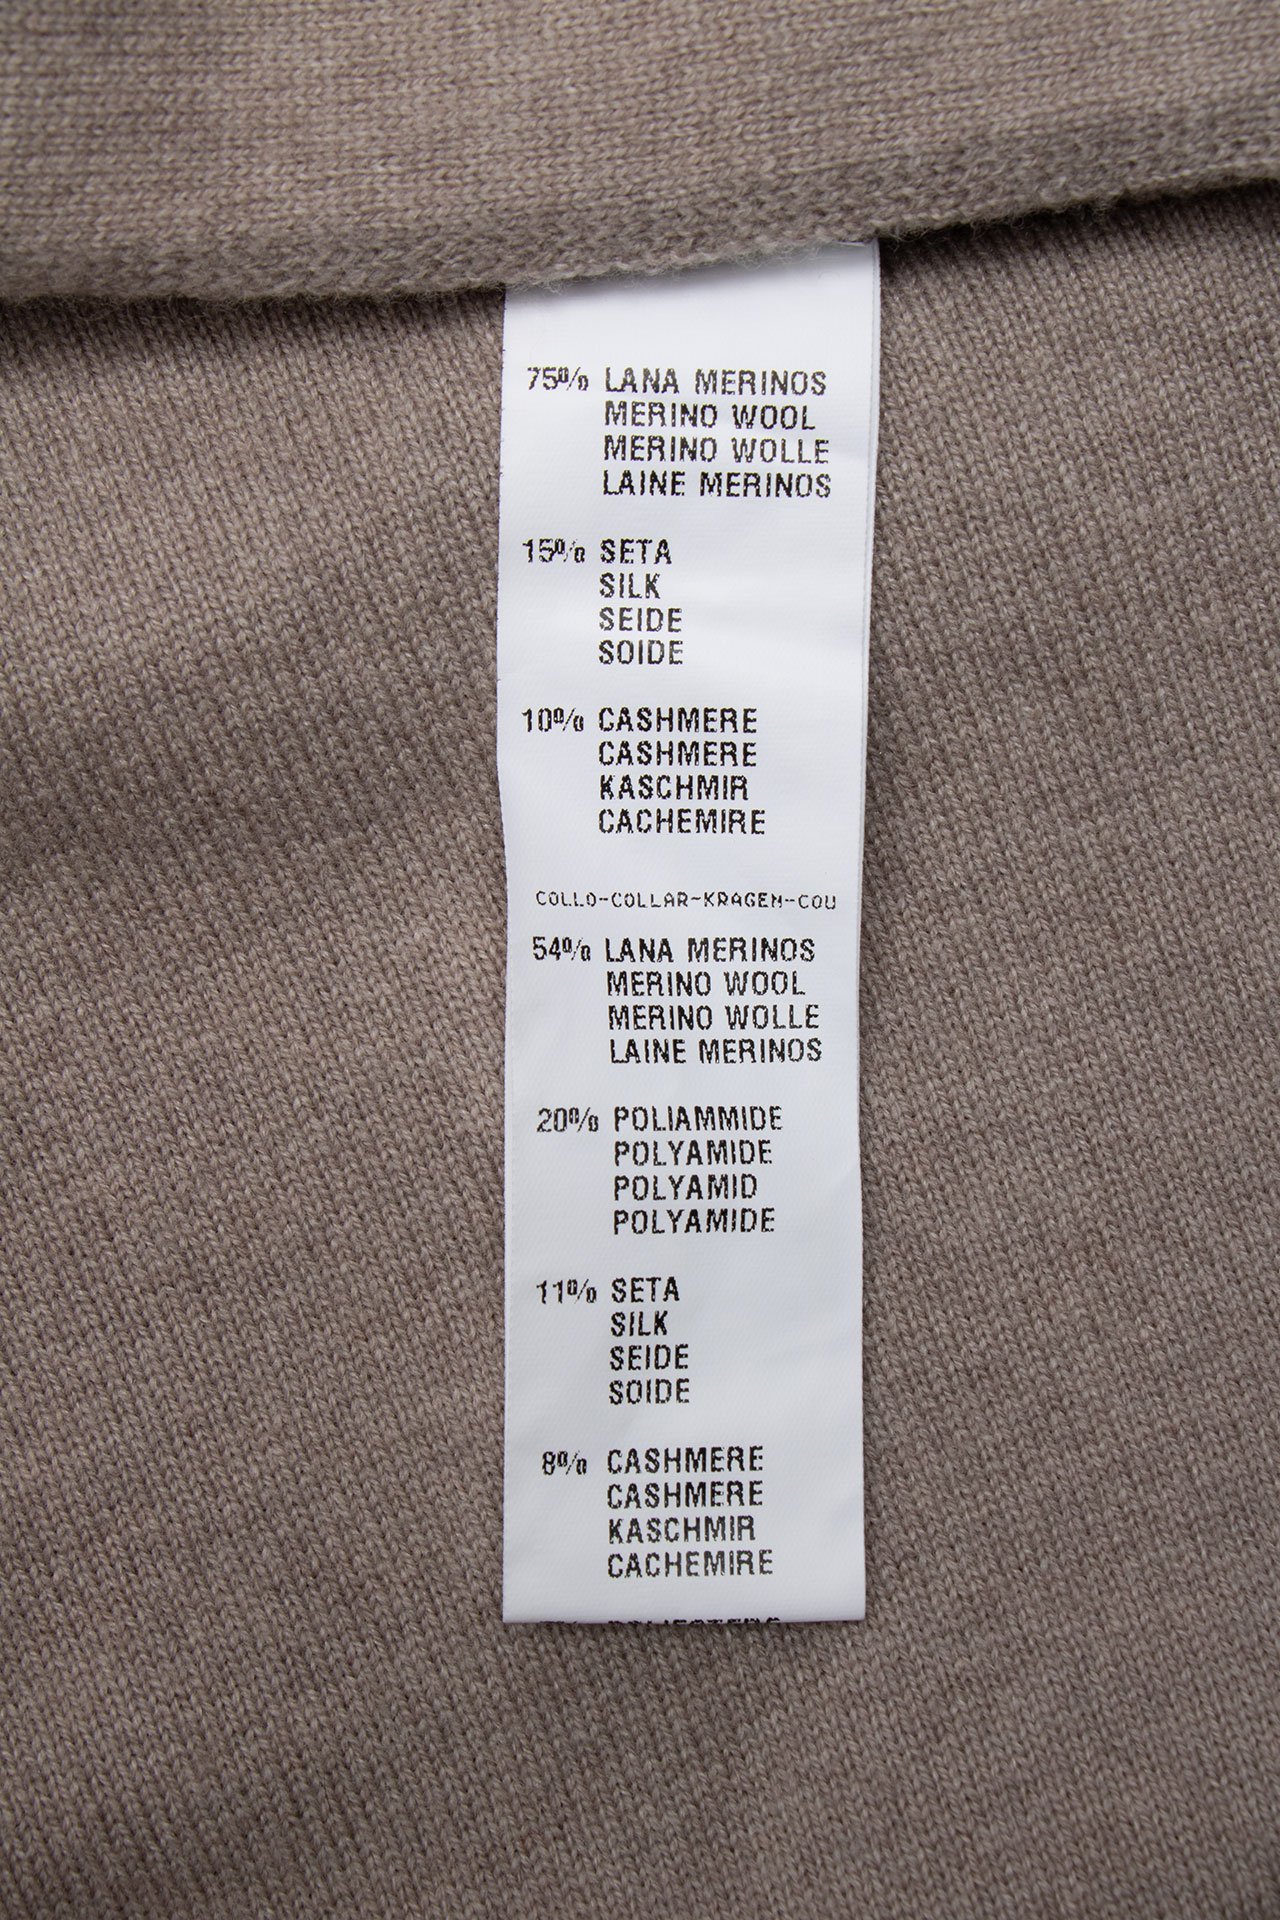 75% LANA MERINOS
MERINO WOOL
MERINO WOLLE
LAINE MERINOS
15% SETA
SILK
SEIDE
SOIDE
10% CASHMERE
CASHMERE
KASCHMIR
CACHEMIRE
COLLO-COLLAR-KRAGEN-COU
54% LANA MERINOS
MERINO WOOL
MERINO WOLLE
LAINE MERINOS
20% POLIAMMIDE
POLYAMIDE
POLYAMID
POLYAMIDE
11% SETA
SILK
SEIDE
SOIDE
8% CASHMERE
CASHMERE
KASCHMIR
CACHEMIRE